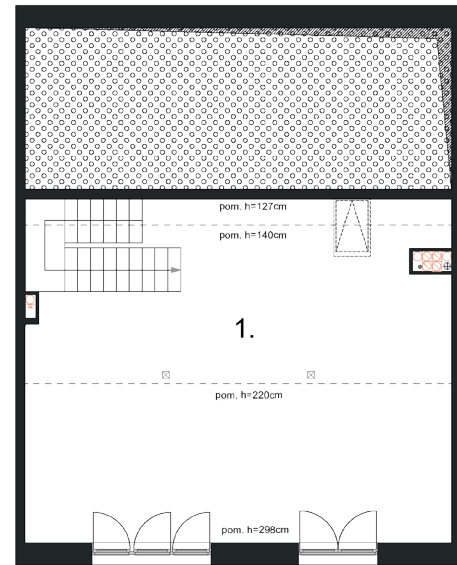 pom. h=127cm
pom. h=140cm
1.
pom. h=220cm
pom. h=298cm